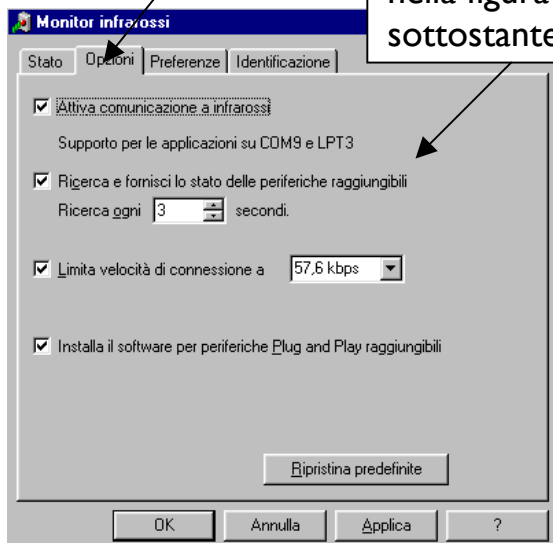 nella figura
sottostante
Monitor infrarossi
Stato Opzioni Preferenze Identificazione
Attiva comunicazione a infrarossi
Supporto per le applicazioni su COM9 e LPT3
Ricerca e fornisci lo stato delle periferiche raggiungibili
Ricerca ogni 3 secondi.
Limita velocità di connessione a 57,6 kbps
Installa il software per periferiche Plug and Play raggiungibili
Ripristina predefinite
OK Annulla Applica ?